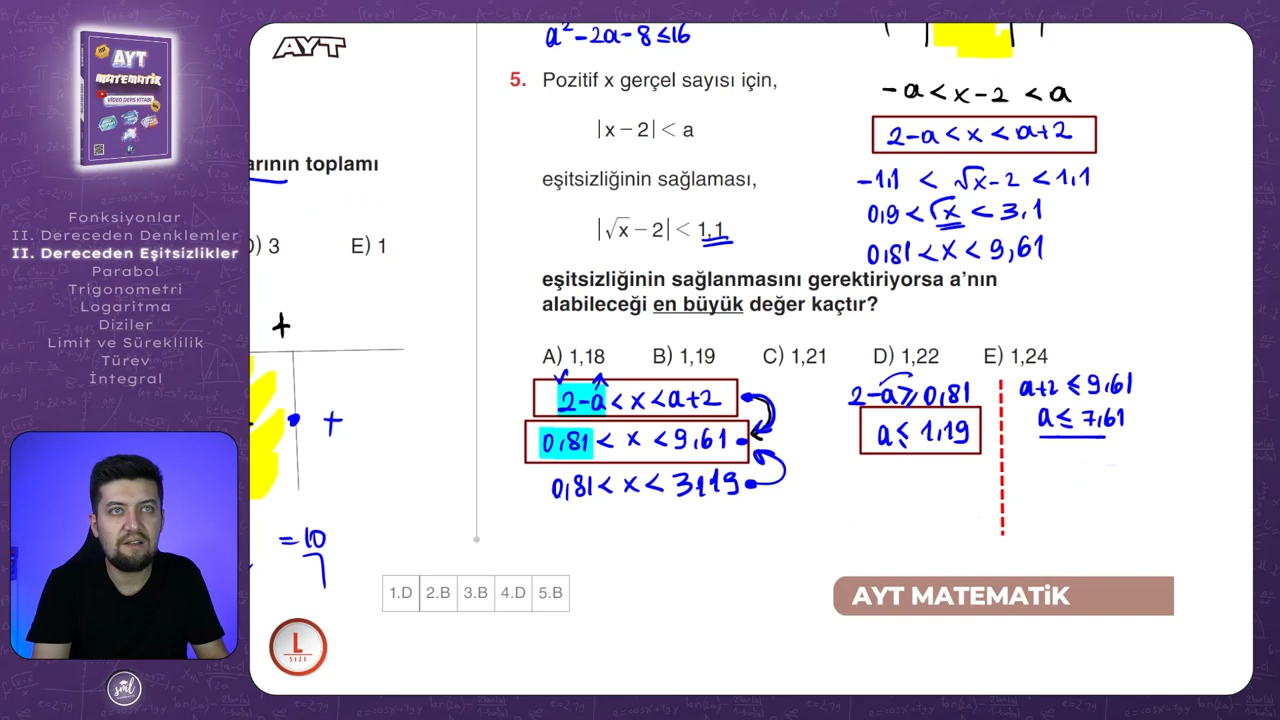 AYT
MATEMATİK
VİDEO DERS KİTABI
Fonksiyonlar
II. Dereceden Denklemler
II. Dereceden Eşitsizlikler
Parabol
Trigonometri
Logaritma
Diziler
Limit ve Süreklilik
Türev
İntegral
sml
AYT
arının toplamı
) 3 E) 1
+
+
= 10
a² - 2a - 8 ≤ 16
5. Pozitif x gerçel sayısı için,
|x – 2| < a
eşitsizliğinin sağlaması,
|√x – 2| < 1,1
eşitsizliğinin sağlanmasını gerektiriyorsa a’nın
alabileceği en büyük değer kaçtır?
A) 1,18 B) 1,19 C) 1,21 D) 1,22 E) 1,24
-a < x-2 < a
2-a < x < a+2
-1,1 < √x-2 < 1,1
0,9 < √x < 3,1
0,81 < x < 9,61
2-a < x < a+2
0,81 < x < 9,61
0,81 < x < 3,19
2-a ≥ 0,81
a ≤ 1,19
a+2 ≤ 9,61
a ≤ 7,61
1.D 2.B 3.B 4.D 5.B
L
SIZE
AYT MATEMATİK